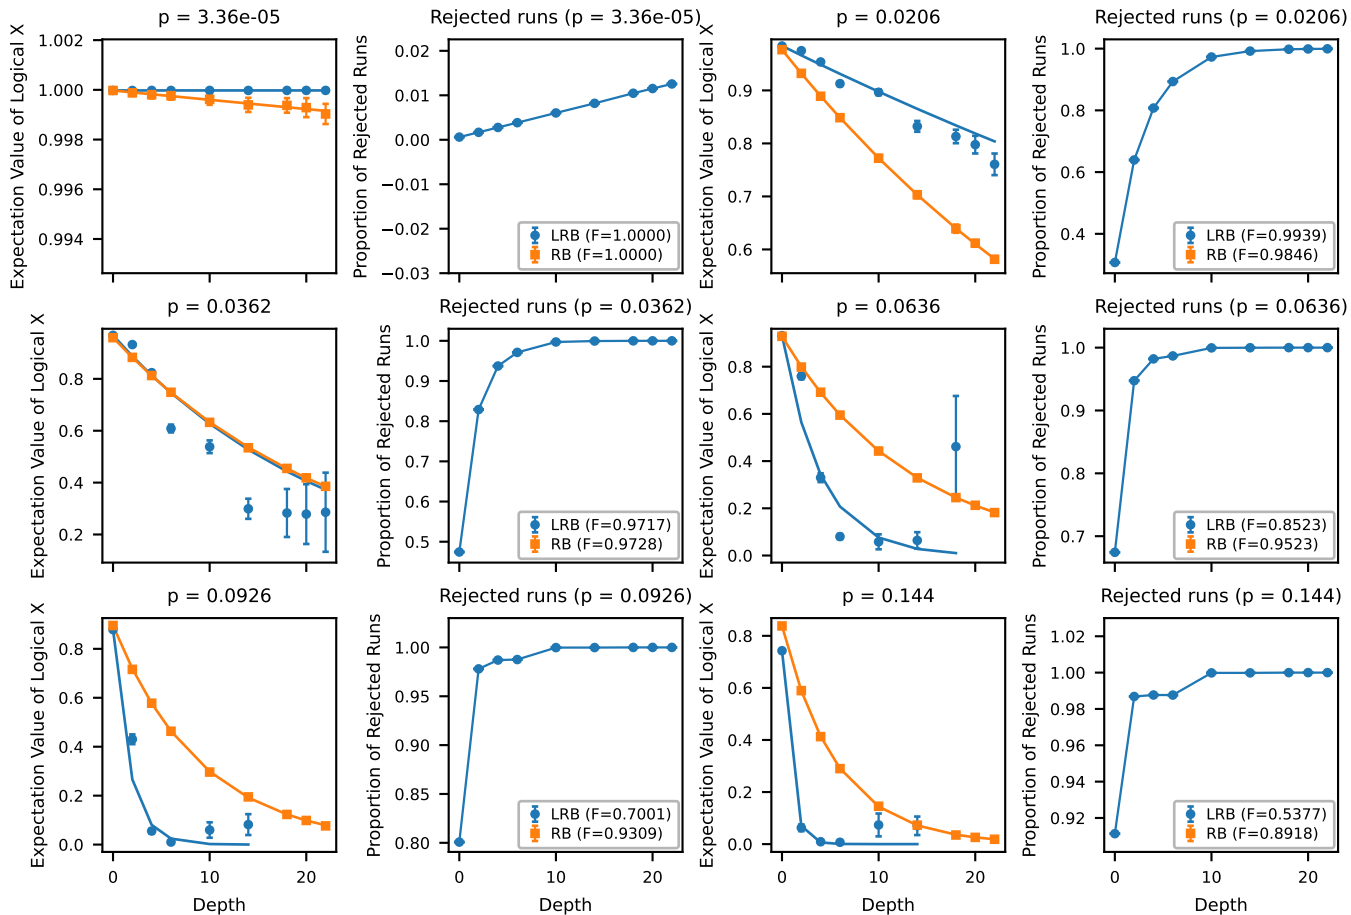 p = 3.36e-05
Rejected runs (p = 3.36e-05)
p = 0.0206
Rejected runs (p = 0.0206)
Expectation Value of Logical X
1.002
1.000
0.998
0.996
0.994
Proportion of Rejected Runs
0.02
0.01
0.00
−0.01
−0.02
−0.03
LRB (F=1.0000)
RB (F=1.0000)
Expectation Value of Logical X
0.9
0.8
0.7
0.6
Proportion of Rejected Runs
1.0
0.8
0.6
0.4
LRB (F=0.9939)
RB (F=0.9846)
p = 0.0362
Rejected runs (p = 0.0362)
p = 0.0636
Rejected runs (p = 0.0636)
Expectation Value of Logical X
0.8
0.6
0.4
0.2
Proportion of Rejected Runs
1.0
0.9
0.8
0.7
0.6
0.5
LRB (F=0.9717)
RB (F=0.9728)
Expectation Value of Logical X
0.8
0.6
0.4
0.2
0.0
Proportion of Rejected Runs
1.0
0.9
0.8
0.7
LRB (F=0.8523)
RB (F=0.9523)
p = 0.0926
Rejected runs (p = 0.0926)
p = 0.144
Rejected runs (p = 0.144)
Expectation Value of Logical X
0.8
0.6
0.4
0.2
0.0
0 10 20
Depth
Proportion of Rejected Runs
1.00
0.95
0.90
0.85
0.80
LRB (F=0.7001)
RB (F=0.9309)
0 10 20
Depth
Expectation Value of Logical X
0.8
0.6
0.4
0.2
0.0
0 10 20
Depth
Proportion of Rejected Runs
1.02
1.00
0.98
0.96
0.94
0.92
LRB (F=0.5377)
RB (F=0.8918)
0 10 20
Depth